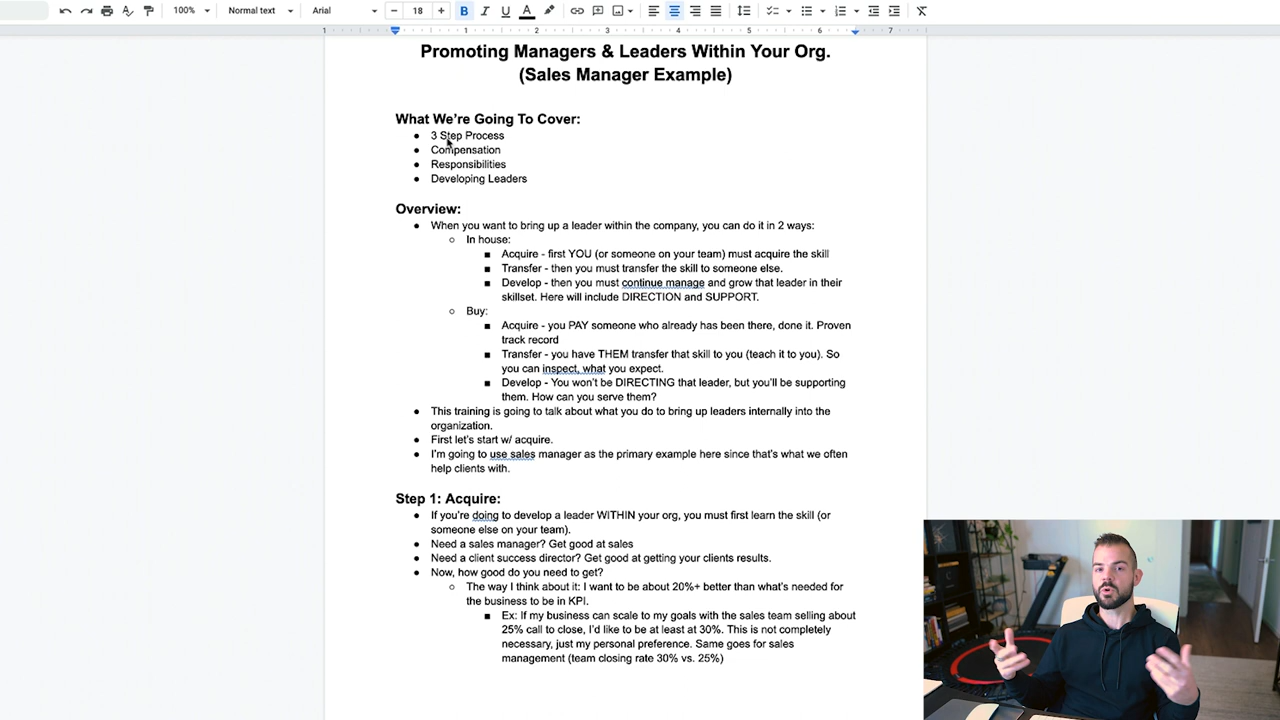 100% Normal text Arial 18 B I U A
1 1 2 3 4 5 6 7
Promoting Managers & Leaders Within Your Org.
(Sales Manager Example)
What We're Going To Cover:
● 3 Step Process
● Compensation
● Responsibilities
● Developing Leaders
Overview:
● When you want to bring up a leader within the company, you can do it in 2 ways:
○ In house:
■ Acquire - first YOU (or someone on your team) must acquire the skill
■ Transfer - then you must transfer the skill to someone else.
■ Develop - then you must continue manage and grow that leader in their
skillset. Here will include DIRECTION and SUPPORT.
○ Buy:
■ Acquire - you PAY someone who already has been there, done it. Proven
track record
■ Transfer - you have THEM transfer that skill to you (teach it to you). So
you can inspect, what you expect.
■ Develop - You won't be DIRECTING that leader, but you'll be supporting
them. How can you serve them?
● This training is going to talk about what you do to bring up leaders internally into the
organization.
● First let's start w/ acquire.
● I'm going to use sales manager as the primary example here since that's what we often
help clients with.
Step 1: Acquire:
● If you're doing to develop a leader WITHIN your org, you must first learn the skill (or
someone else on your team).
● Need a sales manager? Get good at sales
● Need a client success director? Get good at getting your clients results.
● Now, how good do you need to get?
○ The way I think about it: I want to be about 20%+ better than what's needed for
the business to be in KPI.
■ Ex: If my business can scale to my goals with the sales team selling about
25% call to close, I'd like to be at least at 30%. This is not completely
necessary, just my personal preference. Same goes for sales
management (team closing rate 30% vs. 25%)